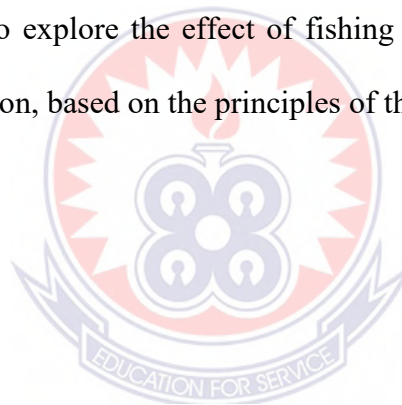 o explore the effect of fishing
on, based on the principles of th
EDUCATION FOR SERVICE